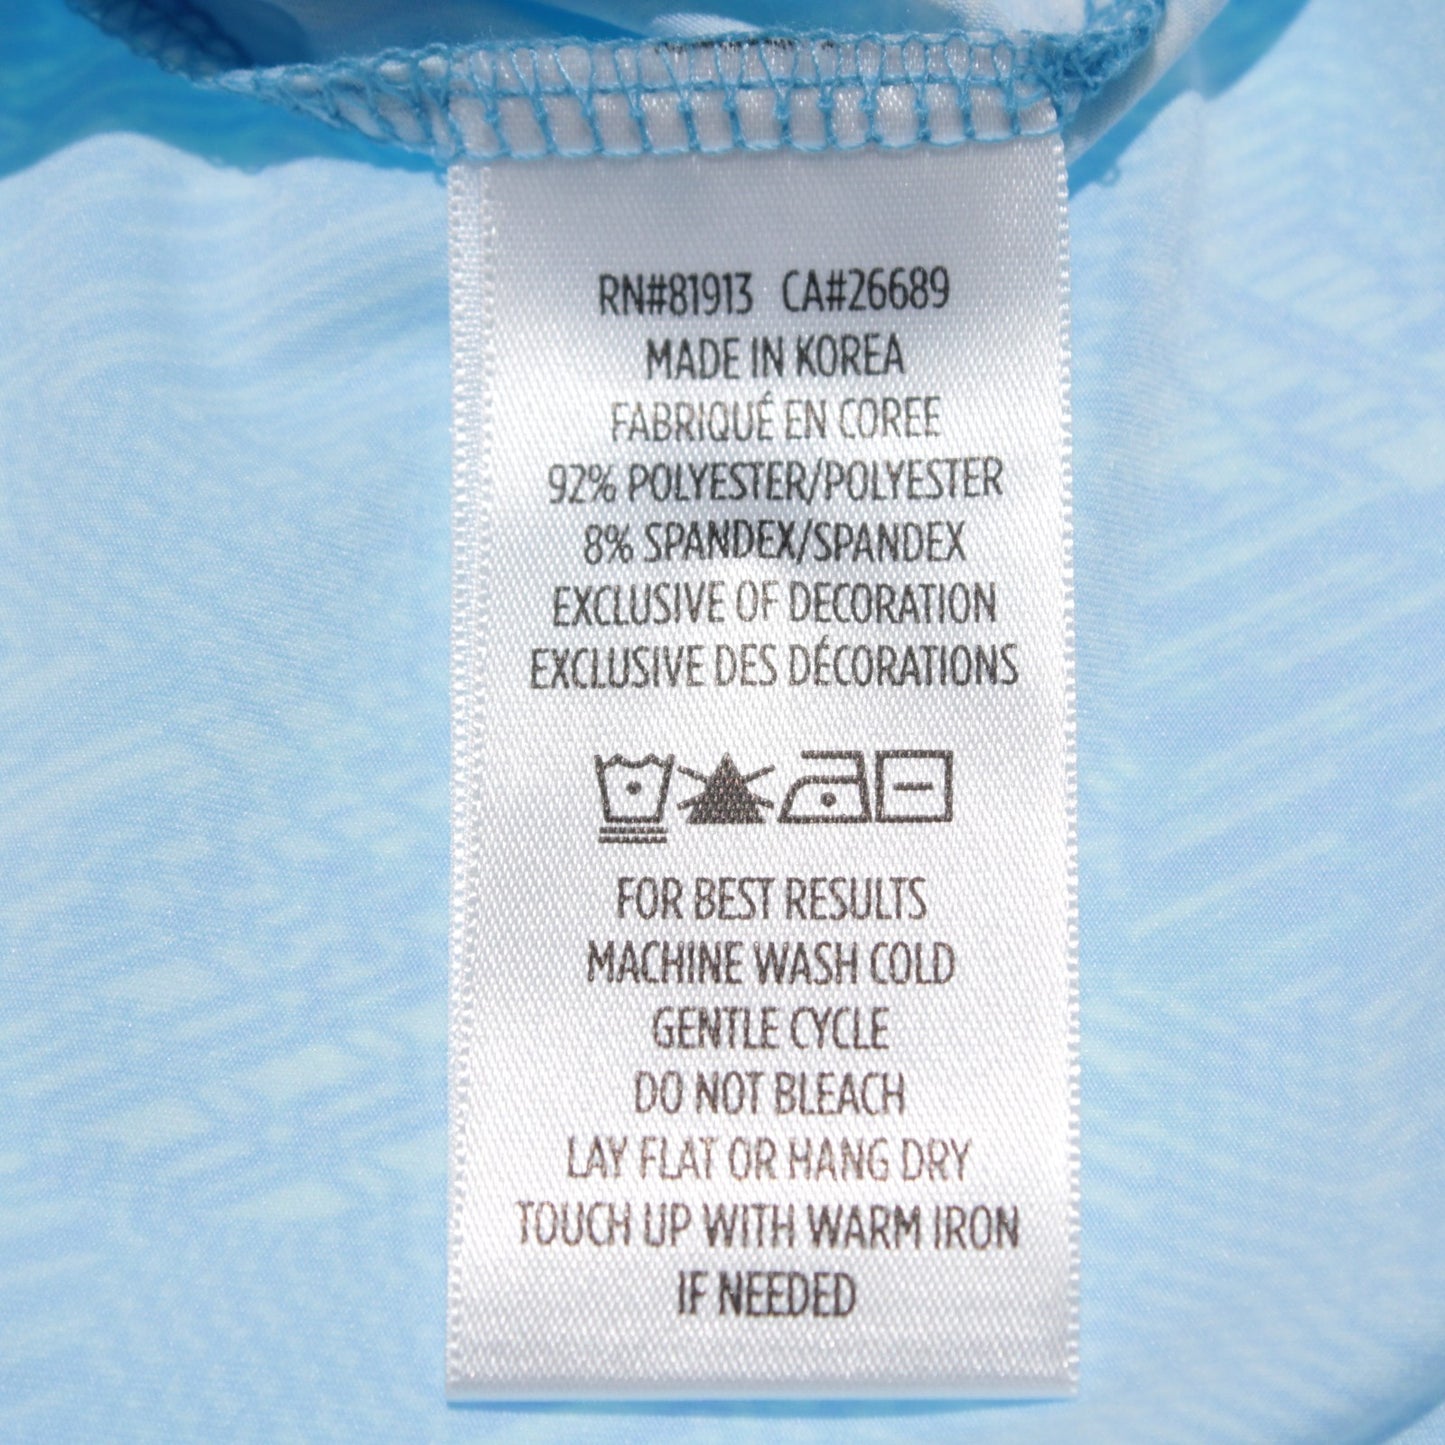 RN#81913 CA#26689
MADE IN KOREA
FABRIQUÉ EN COREE
92% POLYESTER/POLYESTER
8% SPANDEX/SPANDEX
EXCLUSIVE OF DECORATION
EXCLUSIVE DES DÉCORATIONS
FOR BEST RESULTS
MACHINE WASH COLD
GENTLE CYCLE
DO NOT BLEACH
LAY FLAT OR HANG DRY
TOUCH UP WITH WARM IRON
IF NEEDED